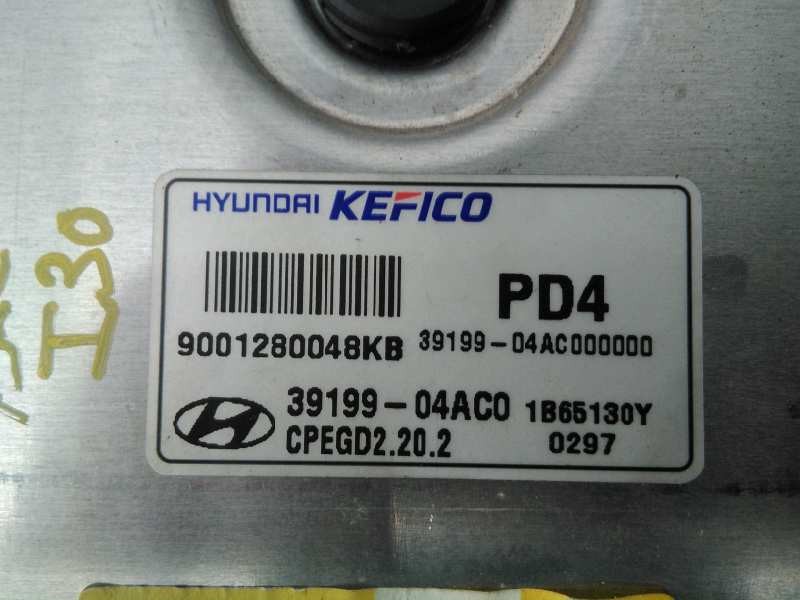 HYUNDAI KEFICO
PD4
9001280048KB
39199-04AC000000
39199-04AC0
1B65130Y
CPEGD2.20.2
0297
I30